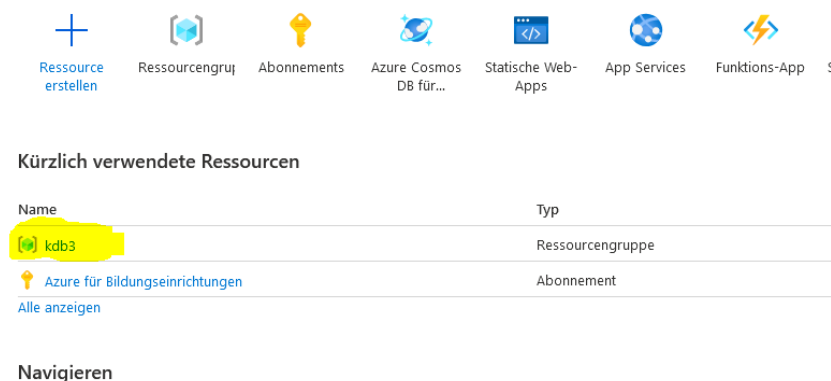 Ressource erstellen
Ressourcengrup
Abonnements
Azure Cosmos DB für...
Statische Web-Apps
App Services
Funktions-App
S
Kürzlich verwendete Ressourcen
Name Typ
kdb3 Ressourcengruppe
Azure für Bildungseinrichtungen Abonnement
Alle anzeigen
Navigieren